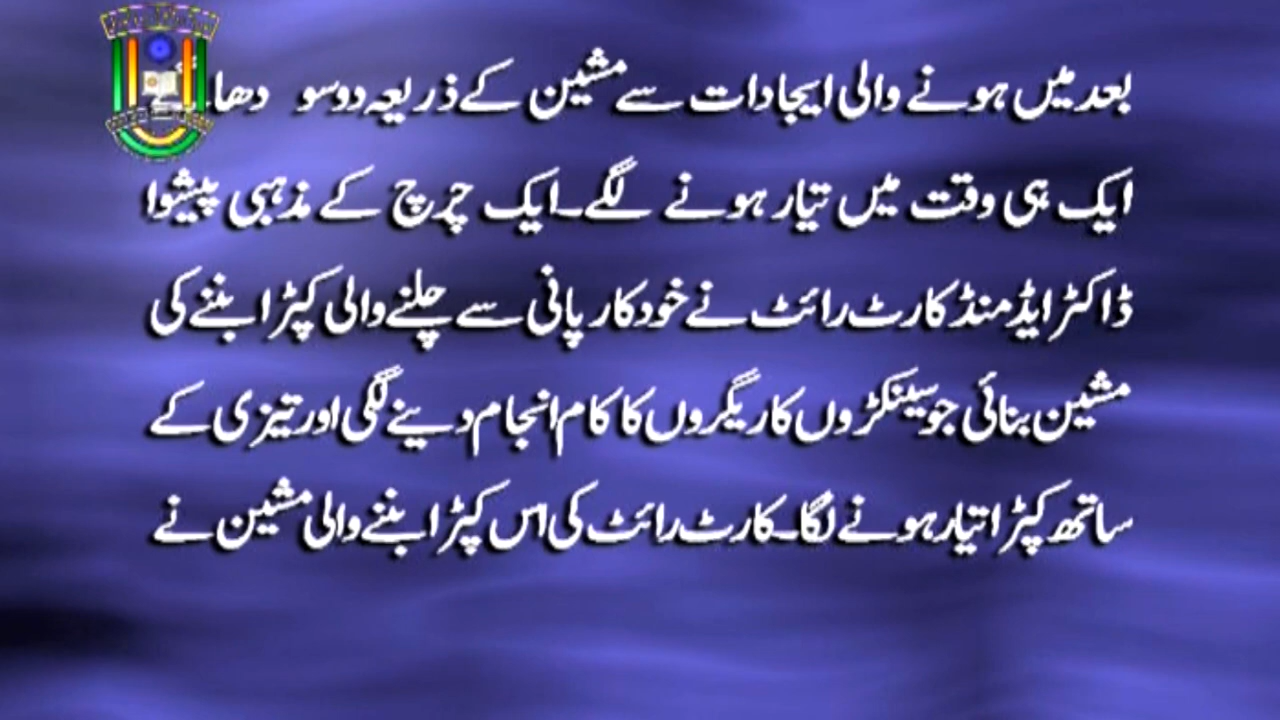 بعد میں ہونے والی ایجادات سے مشین کے ذریعہ دوسو
ایک ہی وقت میں تیار ہونے لگے۔ایک چرچ کے مذہبی پیشوا
ڈاکٹر ایڈمنڈ کارٹ رائٹ نے خودکار پانی سے چلنے والی کپڑا بننے کی
مشین بنائی جو سینکڑوں کاریگروں کا کام انجام دینے لگی اور تیزی کے
ساتھ کپڑا تیار ہونے لگا۔کارٹ رائٹ کی اس کپڑا بننے والی مشین نے